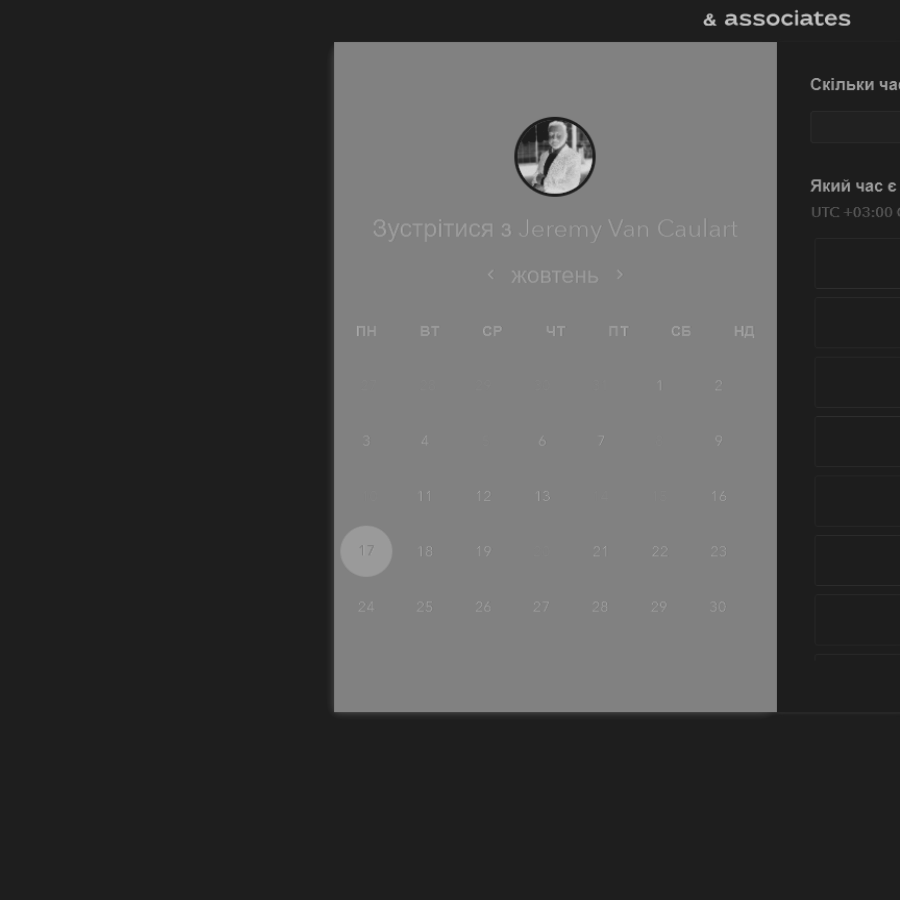 & associates
Скільки час
Який час є
UTC +03:00
Зустрітися з Jeremy Van Caulart
жовтень
ПН ВТ СР ЧТ ПТ СБ НД
1 2
3 4 6 7 9
11 12 13 16
17 18 19 21 22 23
24 25 26 27 28 29 30